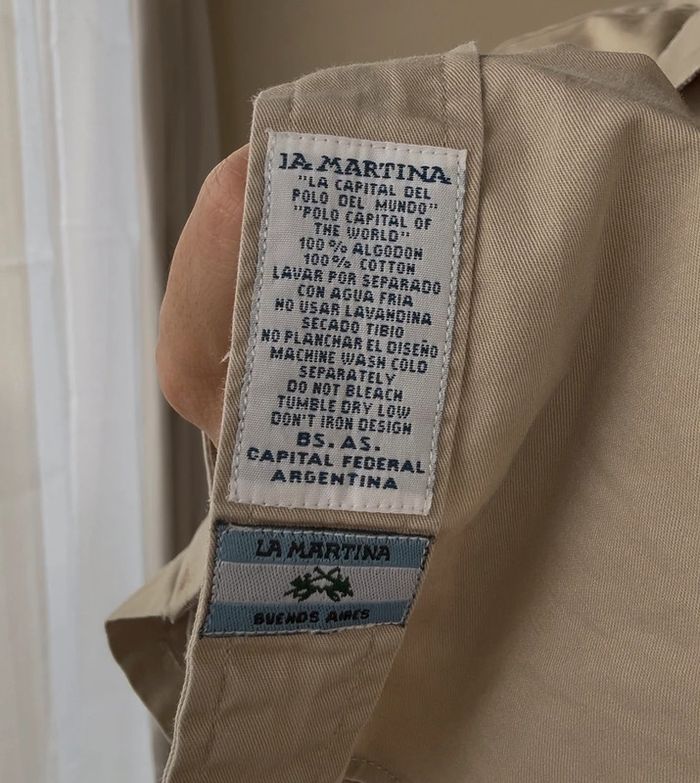 LA MARTINA
"LA CAPITAL DEL
POLO DEL MUNDO"
"POLO CAPITAL OF
THE WORLD"
100% ALGODON
100% COTTON
LAVAR POR SEPARADO
CON AGUA FRIA
NO USAR LAVANDINA
SECADO TIBIO
NO PLANCHAR EL DISEÑO
MACHINE WASH COLD
SEPARATELY
DO NOT BLEACH
TUMBLE DRY LOW
DON'T IRON DESIGN
BS. AS.
CAPITAL FEDERAL
ARGENTINA
LA MARTINA
BUENOS AIRES